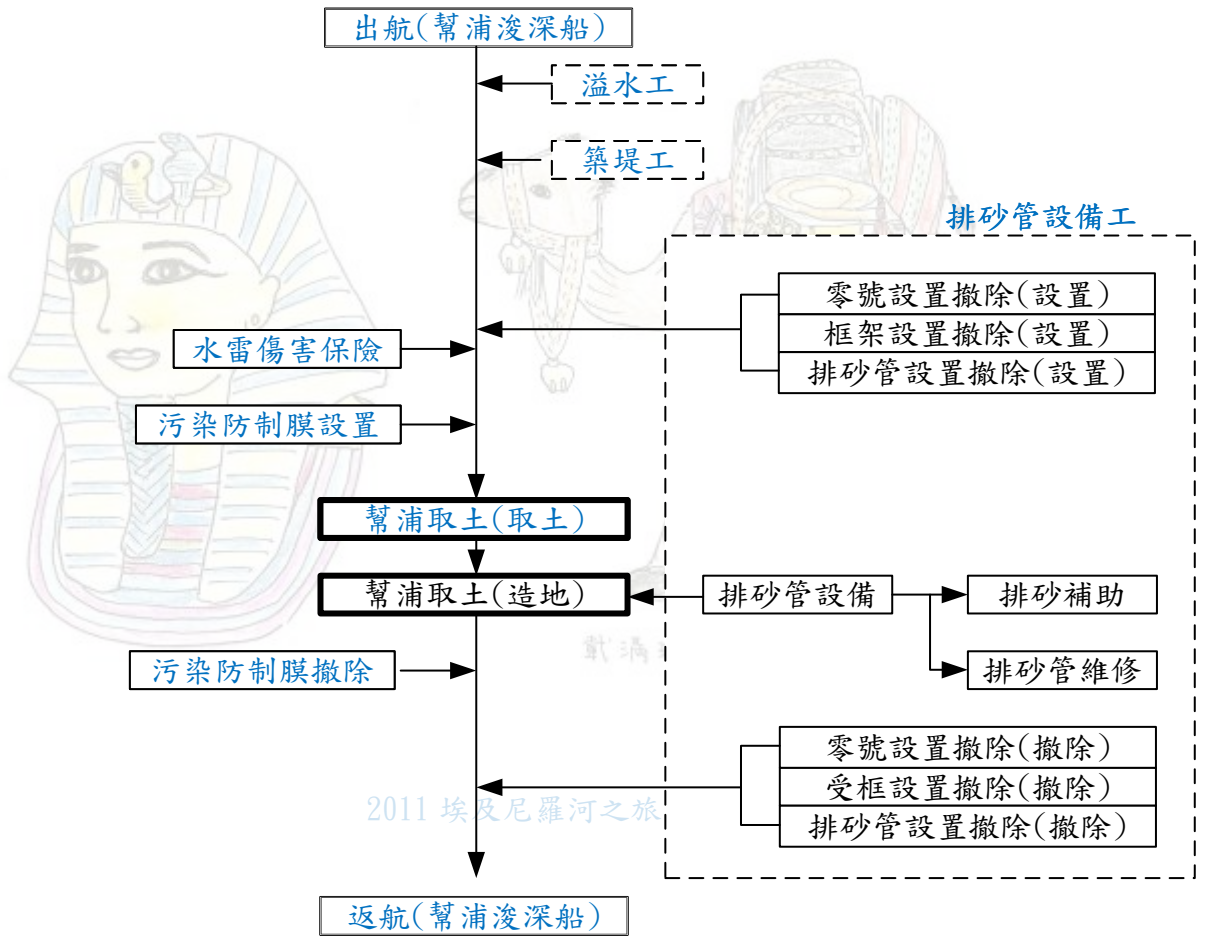 出航(幫浦浚深船)
溢水工
築堤工
排砂管設備工
零號設置撤除(設置)
框架設置撤除(設置)
排砂管設置撤除(設置)
水雷傷害保險
污染防制膜設置
幫浦取土(取土)
幫浦取土(造地)
排砂管設備
排砂補助
戴滿
污染防制膜撤除
排砂管維修
零號設置撤除(撤除)
受框設置撤除(撤除)
排砂管設置撤除(撤除)
2011 埃及尼羅河之旅
返航(幫浦浚深船)